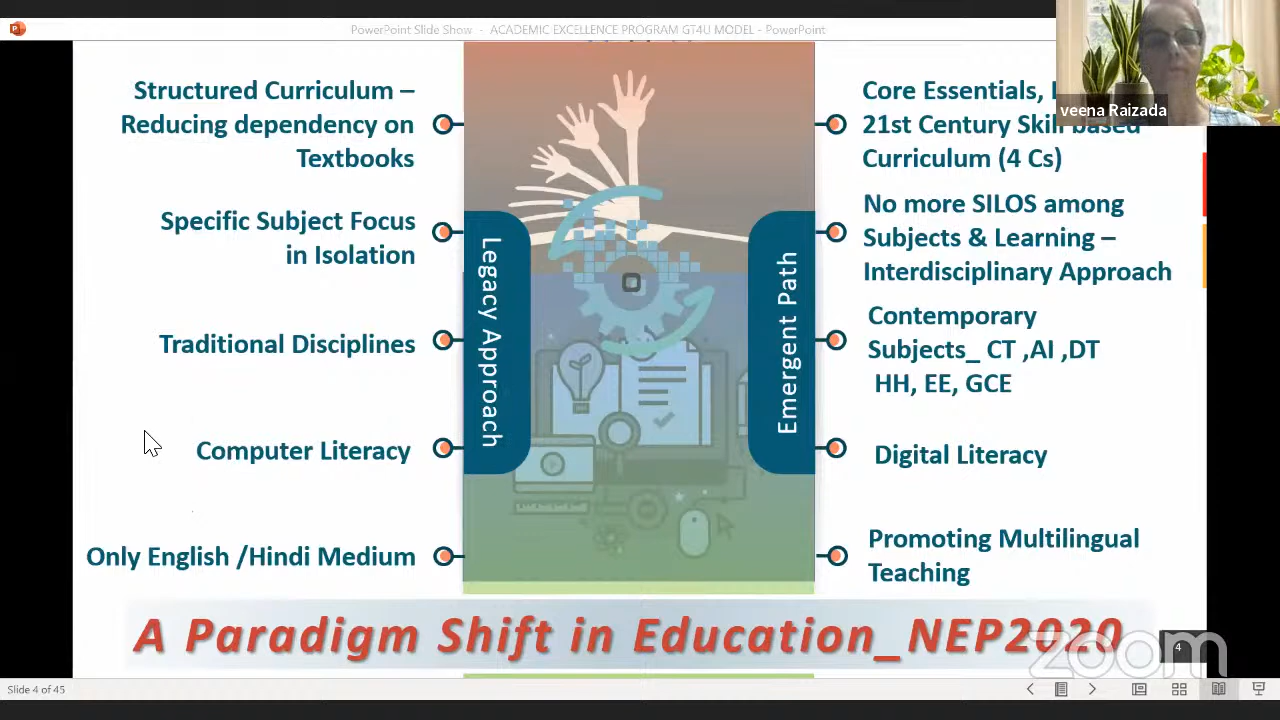 PowerPoint Slide Show - ACADEMIC EXCELLENCE PROGRAM GT4U MODEL - PowerPoint
veena Raizada
Structured Curriculum –
Reducing dependency on
Textbooks
Specific Subject Focus
in Isolation
Traditional Disciplines
Computer Literacy
Only English /Hindi Medium
Legacy Approach
Emergent Path
Core Essentials,
21st Century Skill based
Curriculum (4 Cs)
No more SILOS among
Subjects & Learning –
Interdisciplinary Approach
Contemporary
Subjects_ CT ,AI ,DT
HH, EE, GCE
Digital Literacy
Promoting Multilingual
Teaching
A Paradigm Shift in Education_NEP2020
zoom
4
Slide 4 of 45